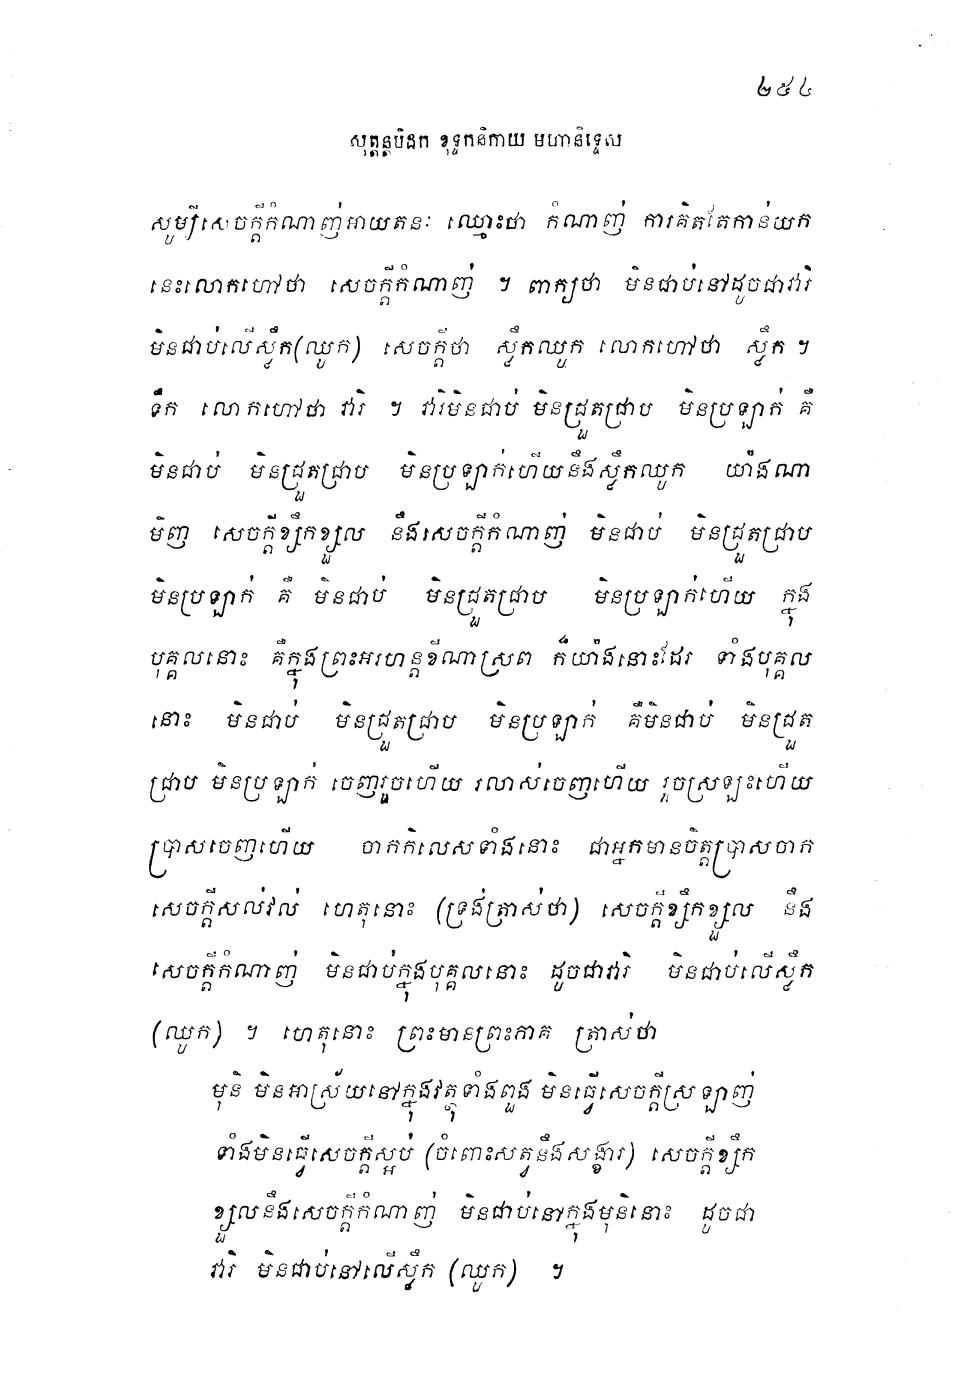 ២៥៤
សុត្តន្តបិដក ខុទ្ទកនិកាយ មហានិទ្ទេស
សូម្បីសេចក្តីកំណាញ់អាយតនៈ ឈ្មោះថា កំណាញ់ ការគិតតែកាន់យក
នេះលោកហៅថា សេចក្តីកំណាញ់ ។ ពាក្យថា មិនជាប់នៅដូចជាវារិ
មិនជាប់លើស្លឹក(ឈូក) សេចក្តីថា ស្លឹកឈូក លោកហៅថា ស្លឹក ។
ទឹក លោកហៅថា វារិ ។ វារិមិនជាប់ មិនជ្រួតជ្រាប មិនប្រឡាក់ គឺ
មិនជាប់ មិនជ្រួតជ្រាប មិនប្រឡាក់ហើយនឹងស្លឹកឈូក យ៉ាងណា
មិញ សេចក្តីខ្សឹកខ្សួល នឹងសេចក្តីកំណាញ់ មិនជាប់ មិនជ្រួតជ្រាប
មិនប្រឡាក់ គឺ មិនជាប់ មិនជ្រួតជ្រាប មិនប្រឡាក់ហើយ ក្នុង
បុគ្គលនោះ គឺក្នុងព្រះអរហន្តខីណាស្រព ក៏យ៉ាងនោះដែរ ទាំងបុគ្គល
នោះ មិនជាប់ មិនជ្រួតជ្រាប មិនប្រឡាក់ គឺមិនជាប់ មិនជ្រួត
ជ្រាប មិនប្រឡាក់ ចេញរួចហើយ រលាស់ចេញហើយ រួចស្រឡះហើយ
ប្រាសចេញហើយ ចាកកិលេសទាំងនោះ ជាអ្នកមានចិត្តប្រាសចាក
សេចក្តីសល់វល់ ហេតុនោះ (ទ្រង់ត្រាស់ថា) សេចក្តីខ្សឹកខ្សួល នឹង
សេចក្តីកំណាញ់ មិនជាប់ក្នុងបុគ្គលនោះ ដូចជាវារិ មិនជាប់លើស្លឹក
(ឈូក) ។ ហេតុនោះ ព្រះមានព្រះភាគ ត្រាស់ថា
មុនិ មិនអាស្រ័យនៅក្នុងវត្ថុទាំងពួង មិនធ្វើសេចក្តីស្រឡាញ់
ទាំងមិនធ្វើសេចក្តីស្អប់ (ចំពោះសត្វនឹងសង្ខារ) សេចក្តីខ្សឹក
ខ្សួលនឹងសេចក្តីកំណាញ់ មិនជាប់នៅក្នុងមុនិនោះ ដូចជា
វារិ មិនជាប់នៅលើស្លឹក (ឈូក) ។